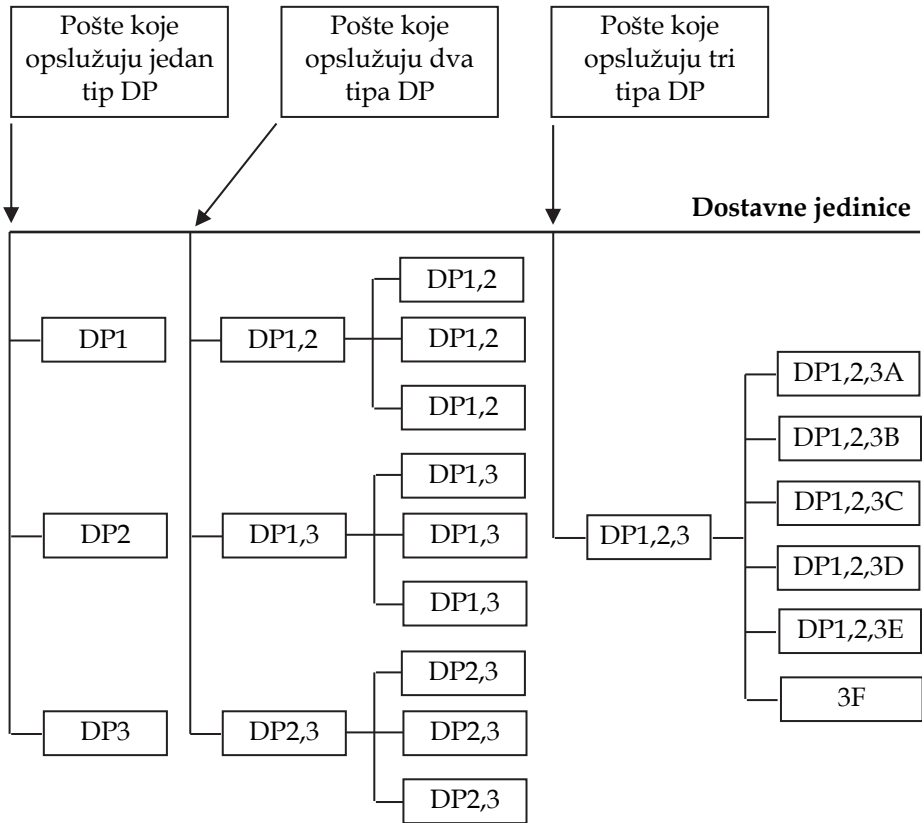 Pošte koje
opslužuju jedan
tip DP
Pošte koje
opslužuju dva
tipa DP
Pošte koje
opslužuju tri
tipa DP
Dostavne jedinice
DP1
DP2
DP3
DP1,2
DP1,2
DP1,2
DP1,2
DP1,3
DP1,3
DP1,3
DP1,3
DP2,3
DP2,3
DP2,3
DP2,3
DP1,2,3
DP1,2,3A
DP1,2,3B
DP1,2,3C
DP1,2,3D
DP1,2,3E
3F